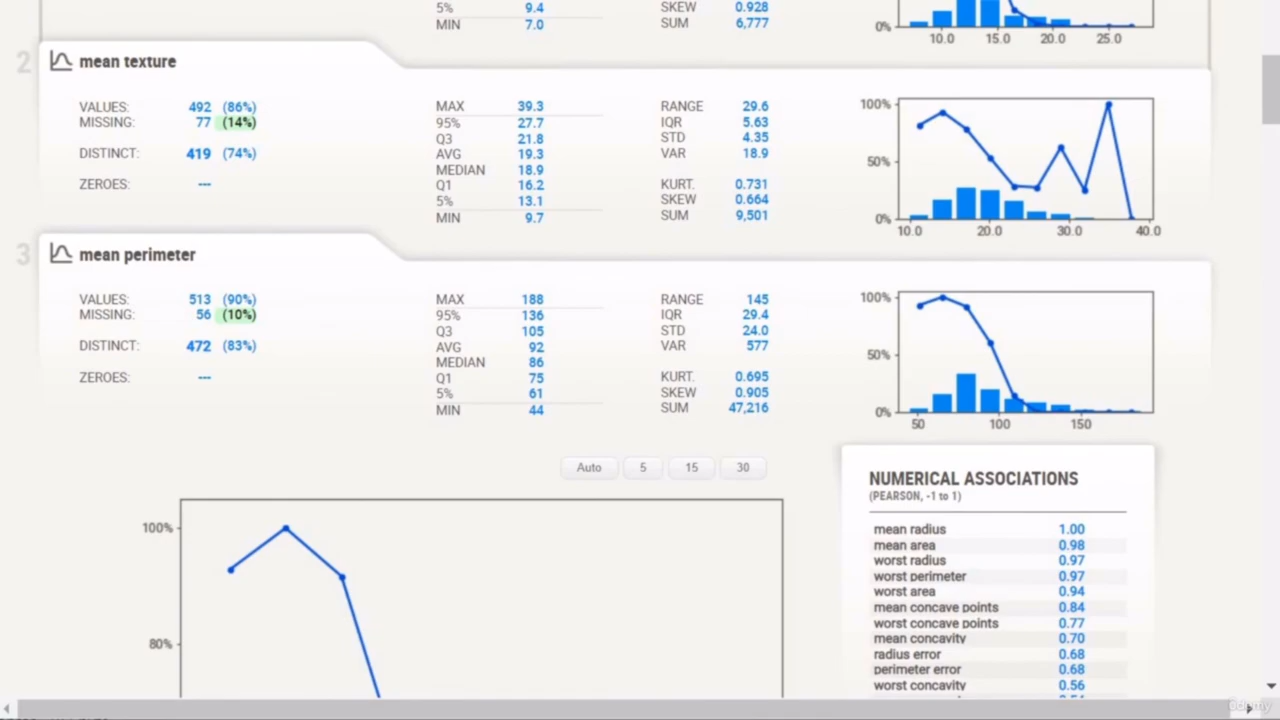 5% 9.4 SKEW 0.928
MIN 7.0 SUM 6,777
0%
10.0 15.0 20.0 25.0
2 mean texture
VALUES: 492 (86%)
MISSING: 77 (14%)
DISTINCT: 419 (74%)
ZEROES: ---
MAX 39.3
95% 27.7
Q3 21.8
AVG 19.3
MEDIAN 18.9
Q1 16.2
5% 13.1
MIN 9.7
RANGE 29.6
IQR 5.63
STD 4.35
VAR 18.9
KURT. 0.731
SKEW 0.664
SUM 9,501
100%
50%
0%
10.0 20.0 30.0 40.0
3 mean perimeter
VALUES: 513 (90%)
MISSING: 56 (10%)
DISTINCT: 472 (83%)
ZEROES: ---
MAX 188
95% 136
Q3 105
AVG 92
MEDIAN 86
Q1 75
5% 61
MIN 44
RANGE 145
IQR 29.4
STD 24.0
VAR 577
KURT. 0.695
SKEW 0.905
SUM 47,216
100%
50%
0%
50 100 150
Auto 5 15 30
100%
80%
NUMERICAL ASSOCIATIONS
(PEARSON, -1 to 1)
mean radius 1.00
mean area 0.98
worst radius 0.97
worst perimeter 0.97
worst area 0.94
mean concave points 0.84
worst concave points 0.77
mean concavity 0.70
radius error 0.68
perimeter error 0.68
worst concavity 0.56
Udemy